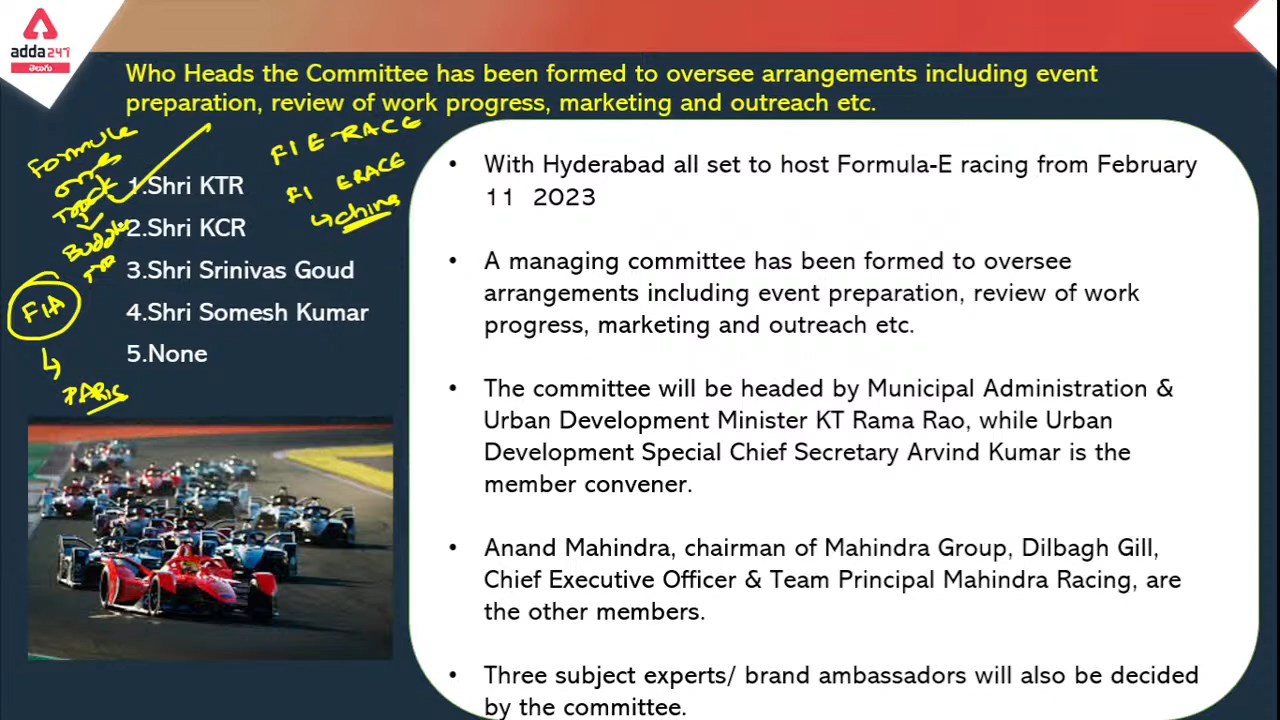 adda247
తెలుగు
Who Heads the Committee has been formed to oversee arrangements including event
preparation, review of work progress, marketing and outreach etc.
Formule
Track
Buddh
FIA
PARIS
F1 E-RACE
F1 ERACE
China
1.Shri KTR
2.Shri KCR
3.Shri Srinivas Goud
4.Shri Somesh Kumar
5.None
• With Hyderabad all set to host Formula-E racing from February
11 2023
• A managing committee has been formed to oversee
arrangements including event preparation, review of work
progress, marketing and outreach etc.
• The committee will be headed by Municipal Administration &
Urban Development Minister KT Rama Rao, while Urban
Development Special Chief Secretary Arvind Kumar is the
member convener.
• Anand Mahindra, chairman of Mahindra Group, Dilbagh Gill,
Chief Executive Officer & Team Principal Mahindra Racing, are
the other members.
• Three subject experts/ brand ambassadors will also be decided
by the committee.